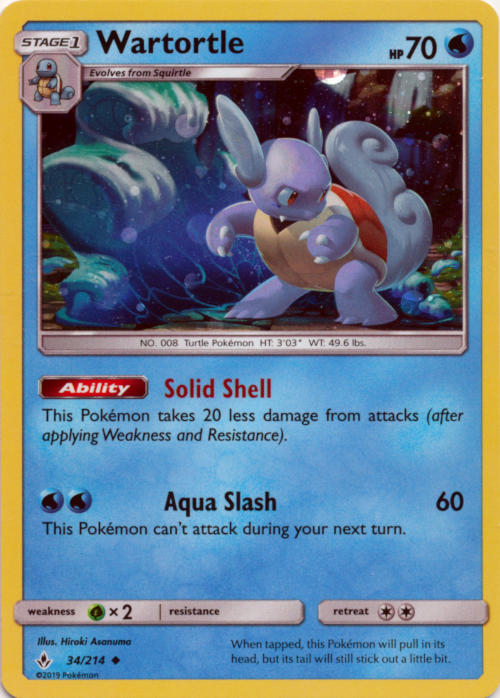 STAGE1 Wartortle HP70
Evolves from Squirtle
NO. 008 Turtle Pokémon HT: 3'03" WT: 49.6 lbs.
Ability Solid Shell
This Pokémon takes 20 less damage from attacks (after
applying Weakness and Resistance).
Aqua Slash 60
This Pokémon can't attack during your next turn.
weakness ×2 resistance retreat
Illus. Hiroki Asanuma
34/214
©2019 Pokémon
When tapped, this Pokémon will pull in its
head, but its tail will still stick out a little bit.